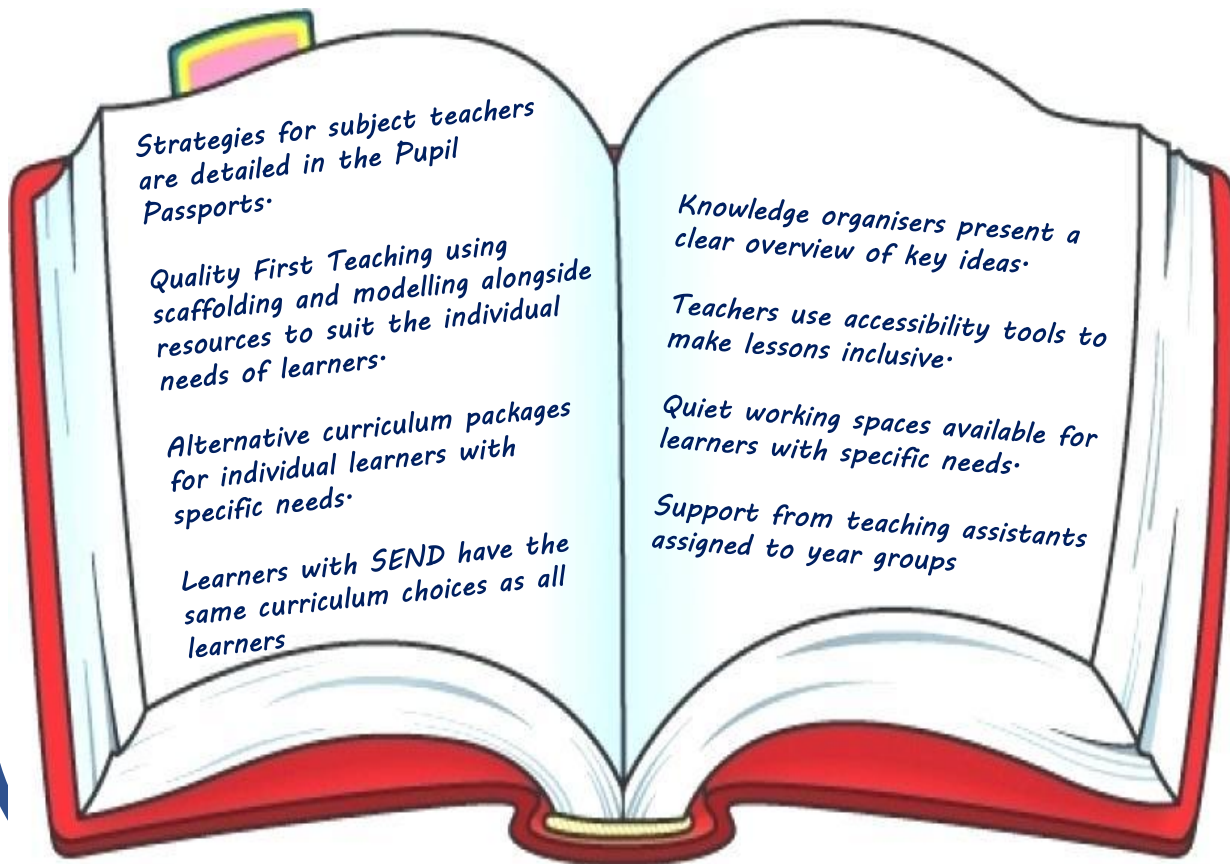 Strategies for subject teachers
are detailed in the Pupil
Passports.
Quality First Teaching using
scaffolding and modelling alongside
resources to suit the individual
needs of learners.
Alternative curriculum packages
for individual learners with
specific needs.
Learners with SEND have the
same curriculum choices as all
learners
Knowledge organisers present a
clear overview of key ideas.
Teachers use accessibility tools to
make lessons inclusive.
Quiet working spaces available for
learners with specific needs.
Support from teaching assistants
assigned to year groups